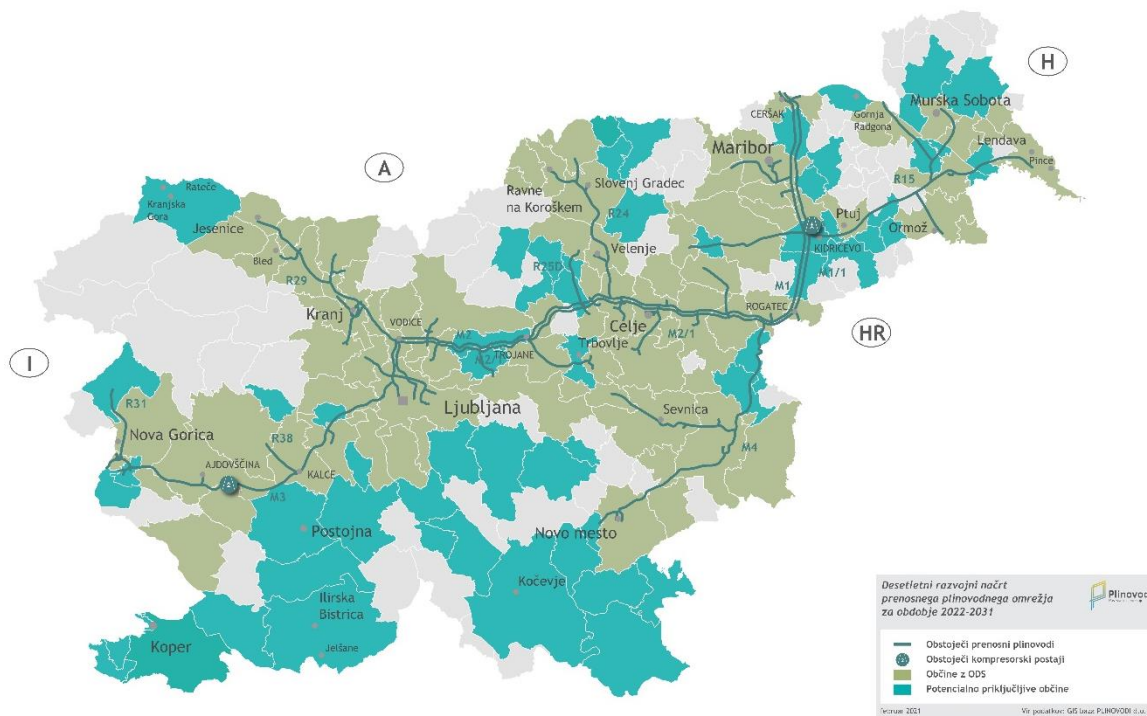 H
Murska Sobota
CERŠAK
Gornja
Radgona
Lendava
Maribor
Pince
A
Rateče
Kranjska
Gora
Ravne
na Koroškem
Slovenj Gradec
R15
R24
Ptuj
Jesenice
Ormož
KIDRIČEVO
Bled
Velenje
R25D
M1/1
R29
M1
Kranj
ROGATEC
VODICE
Celje
M2
M2/1
HR
M2/1
TROJANE
Trbovlje
I
R31
Ljubljana
Sevnica
Nova Gorica
R38
AJDOVŠČINA
KALCE
M4
M3
Postojna
Novo mesto
Kočevje
Ilirska
Bistrica
Koper
Jelšane
Desetletni razvojni načrt
prenosnega plinovodnega omrežja
za obdobje 2022-2031
Plinovodi
Obstoječi prenosni plinovodi
Obstoječi kompresorski postaji
Občine z ODS
Potencialno priključljive občine
februar 2021
Vir podatkov: GIS baza PLINOVODI d.o.